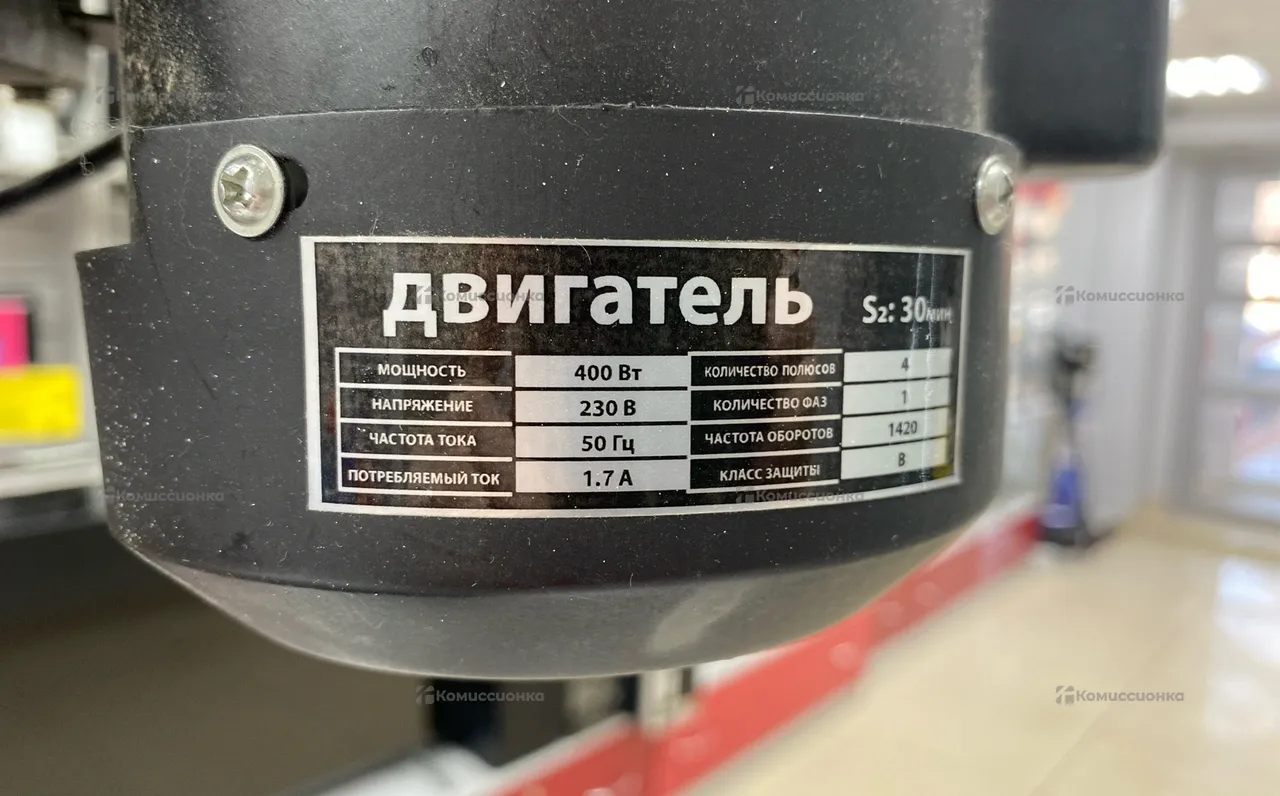 Комиссионка
ДВИГАТЕЛЬ S2: 30мин
МОЩНОСТЬ 400 Вт КОЛИЧЕСТВО ПОЛЮСОВ 4
НАПРЯЖЕНИЕ 230 В КОЛИЧЕСТВО ФАЗ 1
ЧАСТОТА ТОКА 50 Гц ЧАСТОТА ОБОРОТОВ 1420
ПОТРЕБЛЯЕМЫЙ ТОК 1.7 А КЛАСС ЗАЩИТЫ В
Комиссионка
Комиссионка
Комиссионка
Комиссионка
Комиссионка
Комиссионка